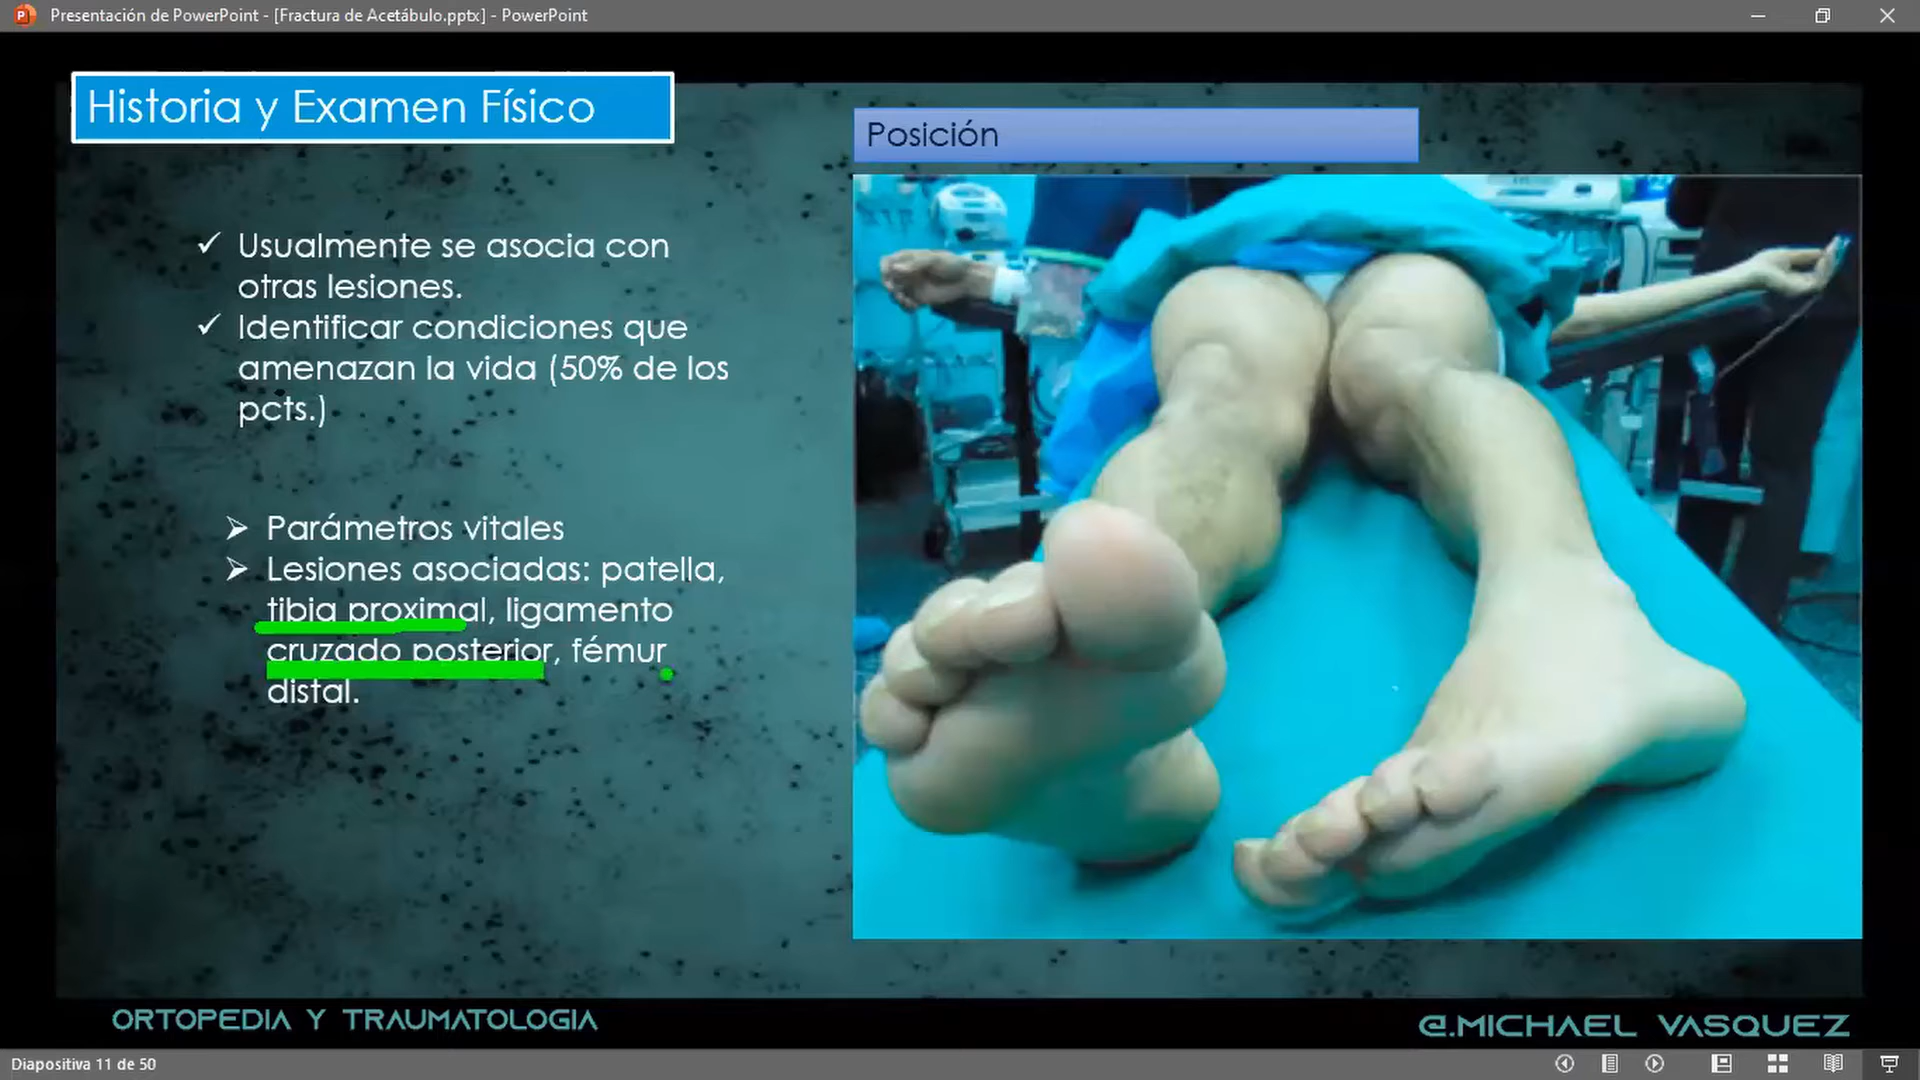 Presentación de PowerPoint - [Fractura de Acetábulo.pptx] - PowerPoint
Historia y Examen Físico
Posición
Usualmente se asocia con
otras lesiones.
Identificar condiciones que
amenazan la vida (50% de los
pcts.)
Parámetros vitales
Lesiones asociadas: patella,
tibia proximal, ligamento
cruzado posterior, fémur
distal.
ORTOPEDIA Y TRAUMATOLOGIA
@.MICHAEL VASQUEZ
Diapositiva 11 de 50